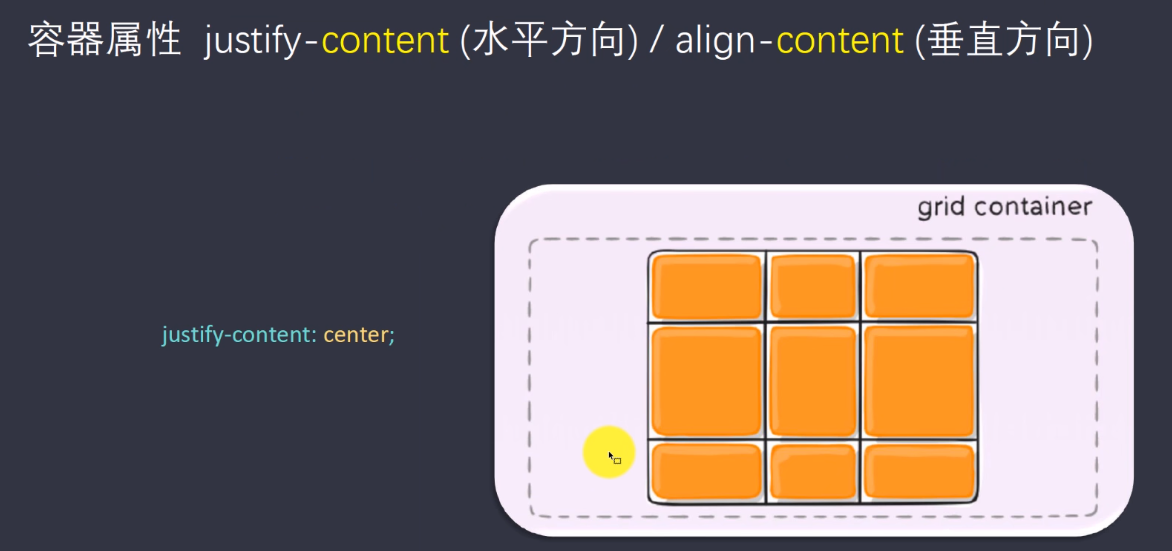 容器属性 justify-content (水平方向) / align-content (垂直方向)
grid container
justify-content: center;